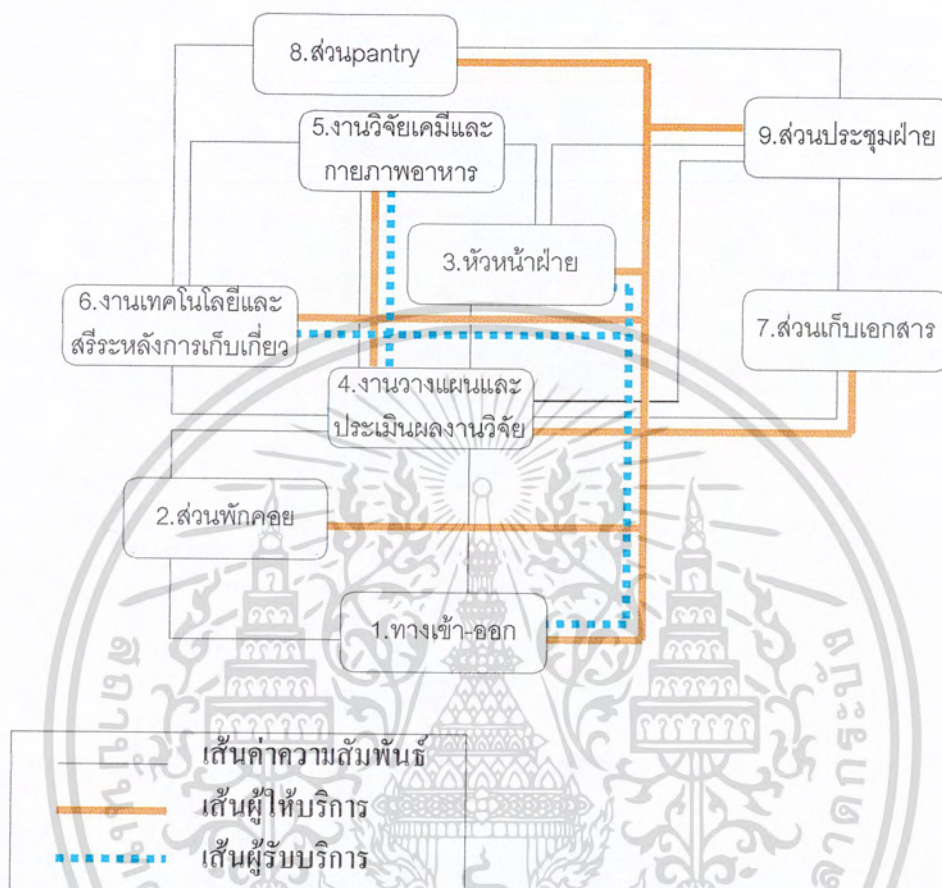 8.ส่วนpantry
5.งานวิจัยเคมีและ
กายภาพอาหาร
9.ส่วนประชุมฝ่าย
3.หัวหน้าฝ่าย
6.งานเทคโนโลยีและ
สรีระหลังการเก็บเกี่ยว
7.ส่วนเก็บเอกสาร
4.งานวางแผนและ
ประเมินผลงานวิจัย
2.ส่วนพักคอย
1.ทางเข้า-ออก
เส้นค่าความสัมพันธ์
เส้นผู้ให้บริการ
เส้นผู้รับบริการ